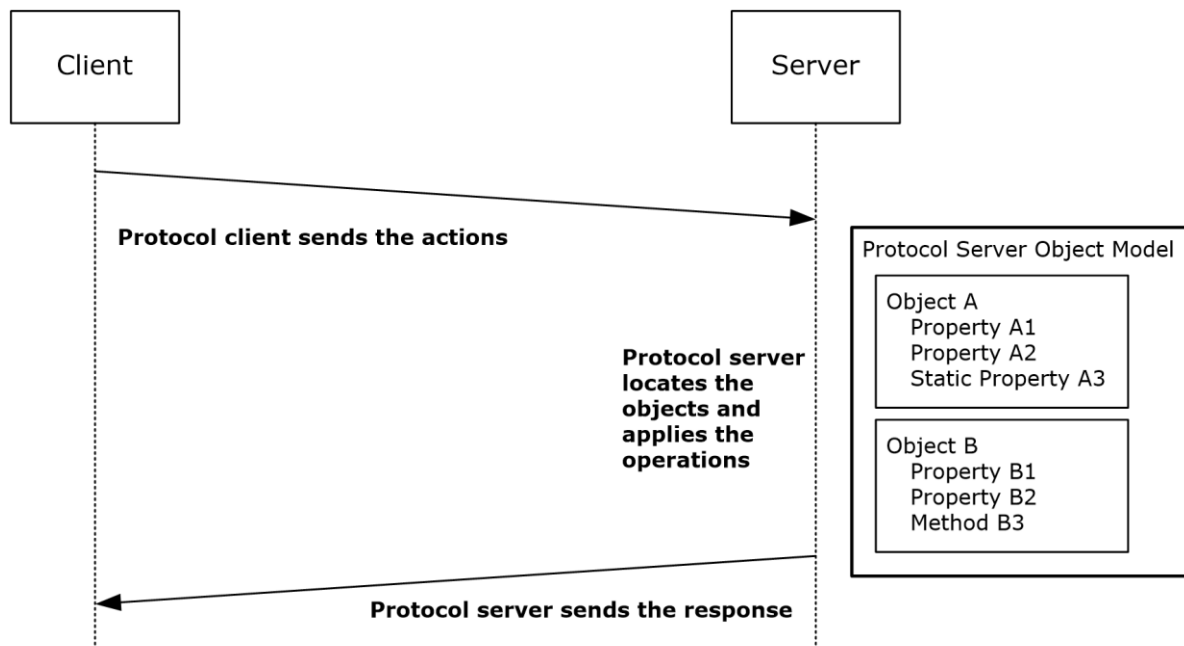 Client
Server
Protocol client sends the actions
Protocol Server Object Model
Object A
Property A1
Property A2
Static Property A3
Protocol server
locates the
objects and
applies the
operations
Object B
Property B1
Property B2
Method B3
Protocol server sends the response